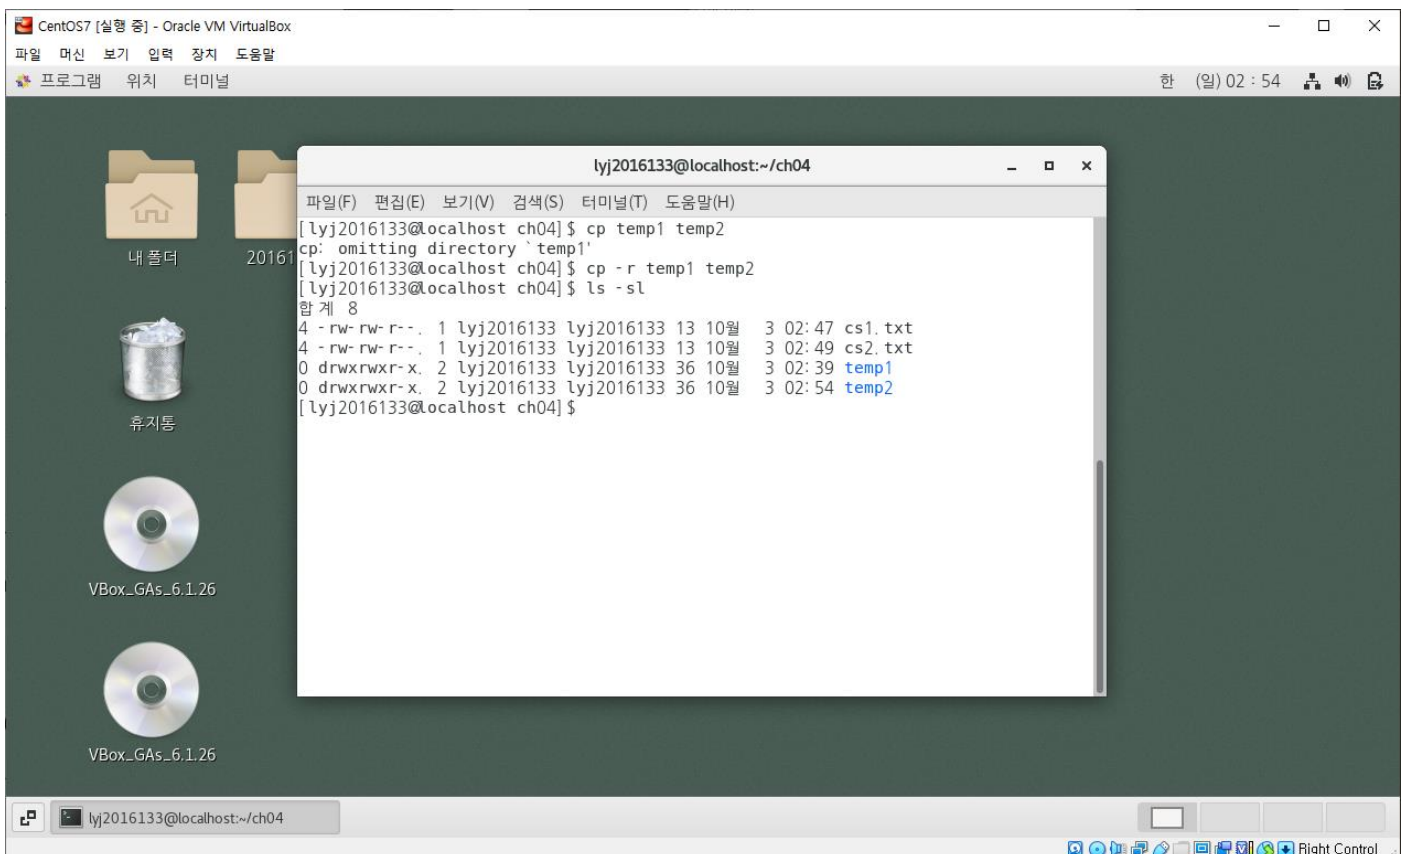 CentOS7 [실행 중] - Oracle VM VirtualBox
파일 머신 보기 입력 장치 도움말
프로그램 위치 터미널 한 (일) 02 : 54
lyj2016133@localhost:~/ch04
파일(F) 편집(E) 보기(V) 검색(S) 터미널(T) 도움말(H)
[lyj2016133@localhost ch04]$ cp temp1 temp2
cp: omitting directory `temp1'
[lyj2016133@localhost ch04]$ cp -r temp1 temp2
[lyj2016133@localhost ch04]$ ls -sl
합계 8
4 -rw-rw-r--. 1 lyj2016133 lyj2016133 13 10월 3 02:47 cs1.txt
4 -rw-rw-r--. 1 lyj2016133 lyj2016133 13 10월 3 02:49 cs2.txt
0 drwxrwxr-x. 2 lyj2016133 lyj2016133 36 10월 3 02:39 temp1
0 drwxrwxr-x. 2 lyj2016133 lyj2016133 36 10월 3 02:54 temp2
[lyj2016133@localhost ch04]$
내 폴더
20161
휴지통
VBox_GAs_6.1.26
VBox_GAs_6.1.26
lyj2016133@localhost:~/ch04
Right Control